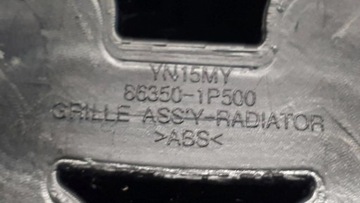 YN15MY
86350-1P500
GRILLE ASS'Y-RADIATOR
>ABS<